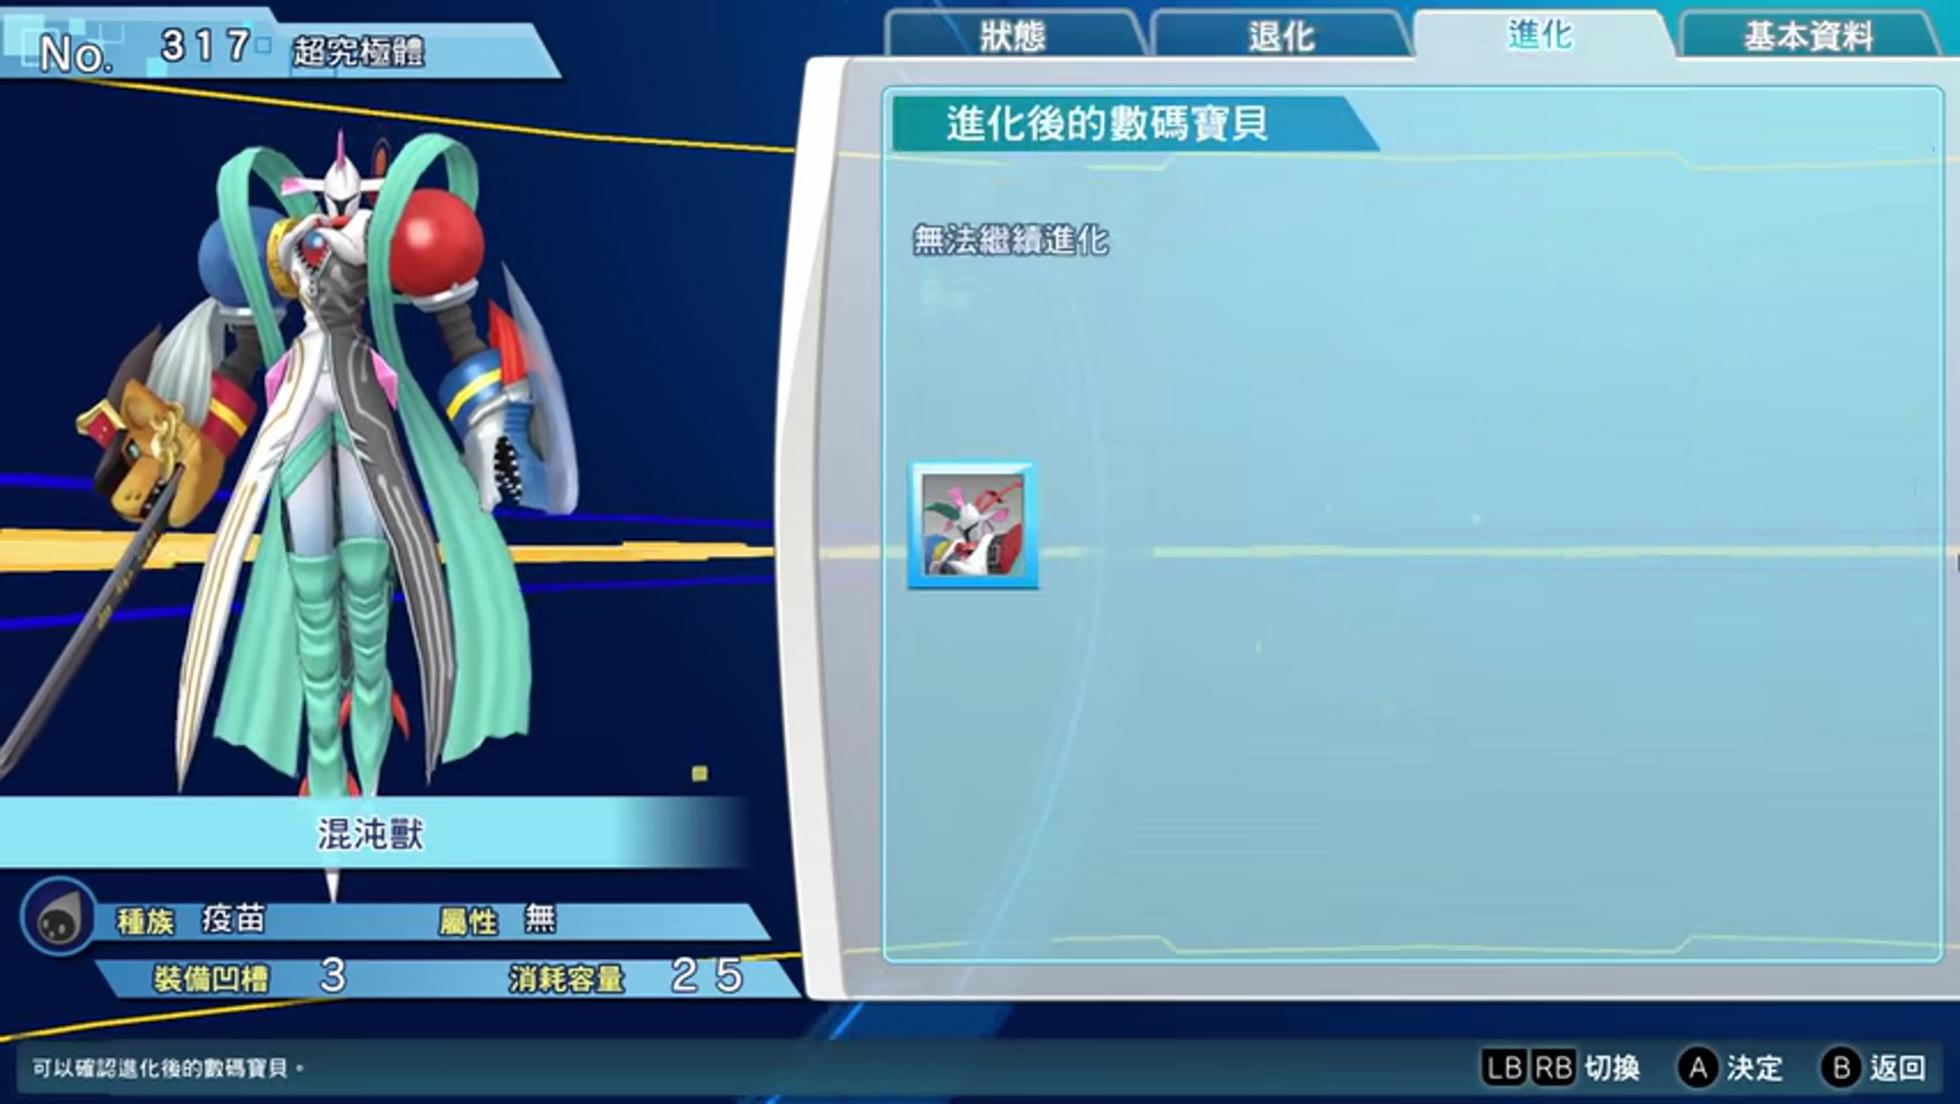 No. 317 超究極體
狀態 退化 進化 基本資料
進化後的數碼寶貝
無法繼續進化
混沌獸
種族 疫苗 屬性 無
裝備凹槽 3 消耗容量 25
可以確認進化後的數碼寶貝。
LB RB 切換 A 決定 B 返回